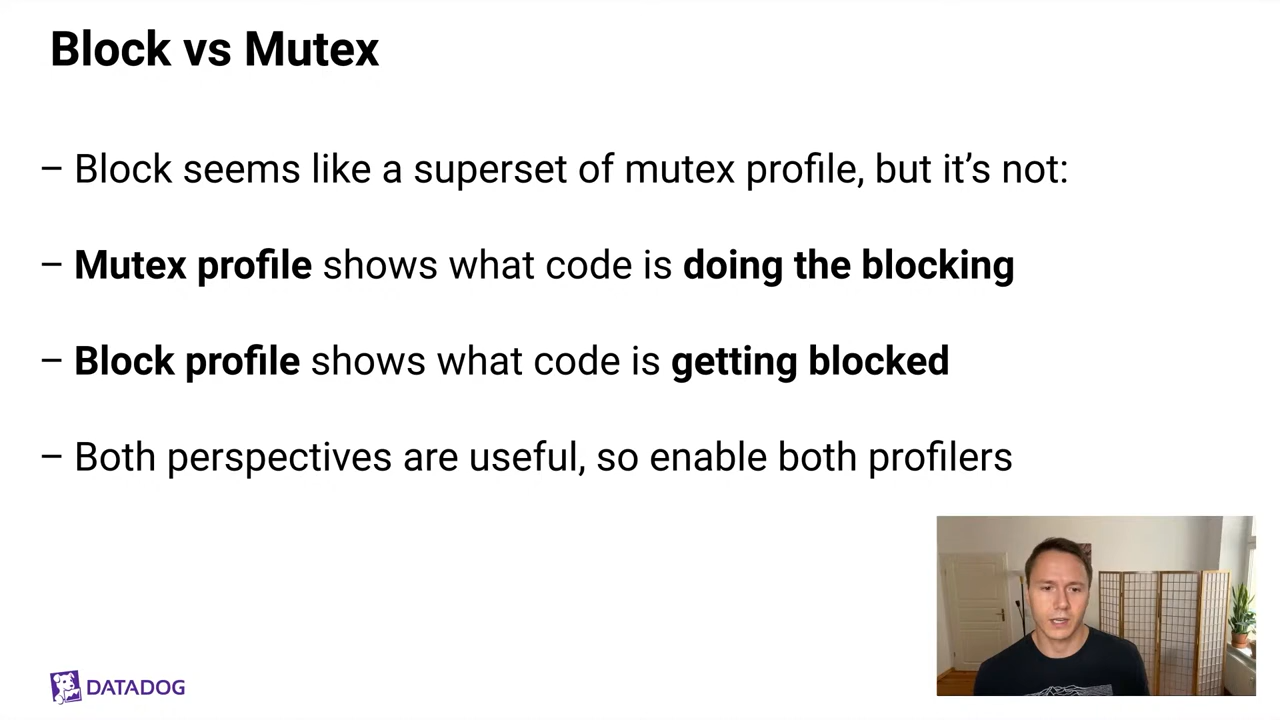 Block vs Mutex
– Block seems like a superset of mutex profile, but it’s not:
– Mutex profile shows what code is doing the blocking
– Block profile shows what code is getting blocked
– Both perspectives are useful, so enable both profilers
DATADOG